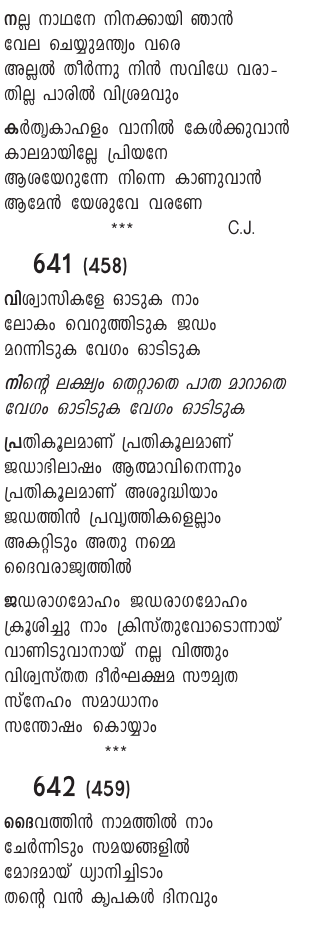 നല്ല നാഥനേ നിനക്കായി ഞാൻ
വേല ചെയ്യുമന്ത്യം വരെ
അല്ലൽ തീർന്നു നിൻ സവിധേ വരാ-
തില്ല പാരിൽ വിശ്രമവും
കർതൃകാഹളം വാനിൽ കേൾക്കുവാൻ
കാലമായില്ലേ പ്രിയനേ
ആശയേറുന്നേ നിന്നെ കാണുവാൻ
ആമേൻ യേശുവേ വരണേ
*** C.J.
641 (458)
വിശ്വാസികളേ ഓടുക നാം
ലോകം വെറുത്തിടുക ജഡം
മറന്നിടുക വേഗം ഓടിടുക
നിന്റെ ലക്ഷ്യം തെറ്റാതെ പാത മാറാതെ
വേഗം ഓടിടുക വേഗം ഓടിടുക
പ്രതികൂലമാണ് പ്രതികൂലമാണ്
ജഡാഭിലാഷം ആത്മാവിനെന്നും
പ്രതികൂലമാണ് അശുദ്ധിയാം
ജഡത്തിൻ പ്രവൃത്തികളെല്ലാം
അകറ്റിടും അതു നമ്മെ
ദൈവരാജ്യത്തിൽ
ജഡരാഗമോഹം ജഡരാഗമോഹം
ക്രൂശിച്ചു നാം ക്രിസ്തുവോടൊന്നായ്
വാണിടുവാനായ് നല്ല വിത്തും
വിശ്വസ്തത ദീർഘക്ഷമ സൗമ്യത
സ്നേഹം സമാധാനം
സന്തോഷം കൊയ്യാം
***
642 (459)
ദൈവത്തിൻ നാമത്തിൽ നാം
ചേർന്നിടും സമയങ്ങളിൽ
മോദമായ് ധ്യാനിച്ചിടാം
തന്റെ വൻ കൃപകൾ ദിനവും